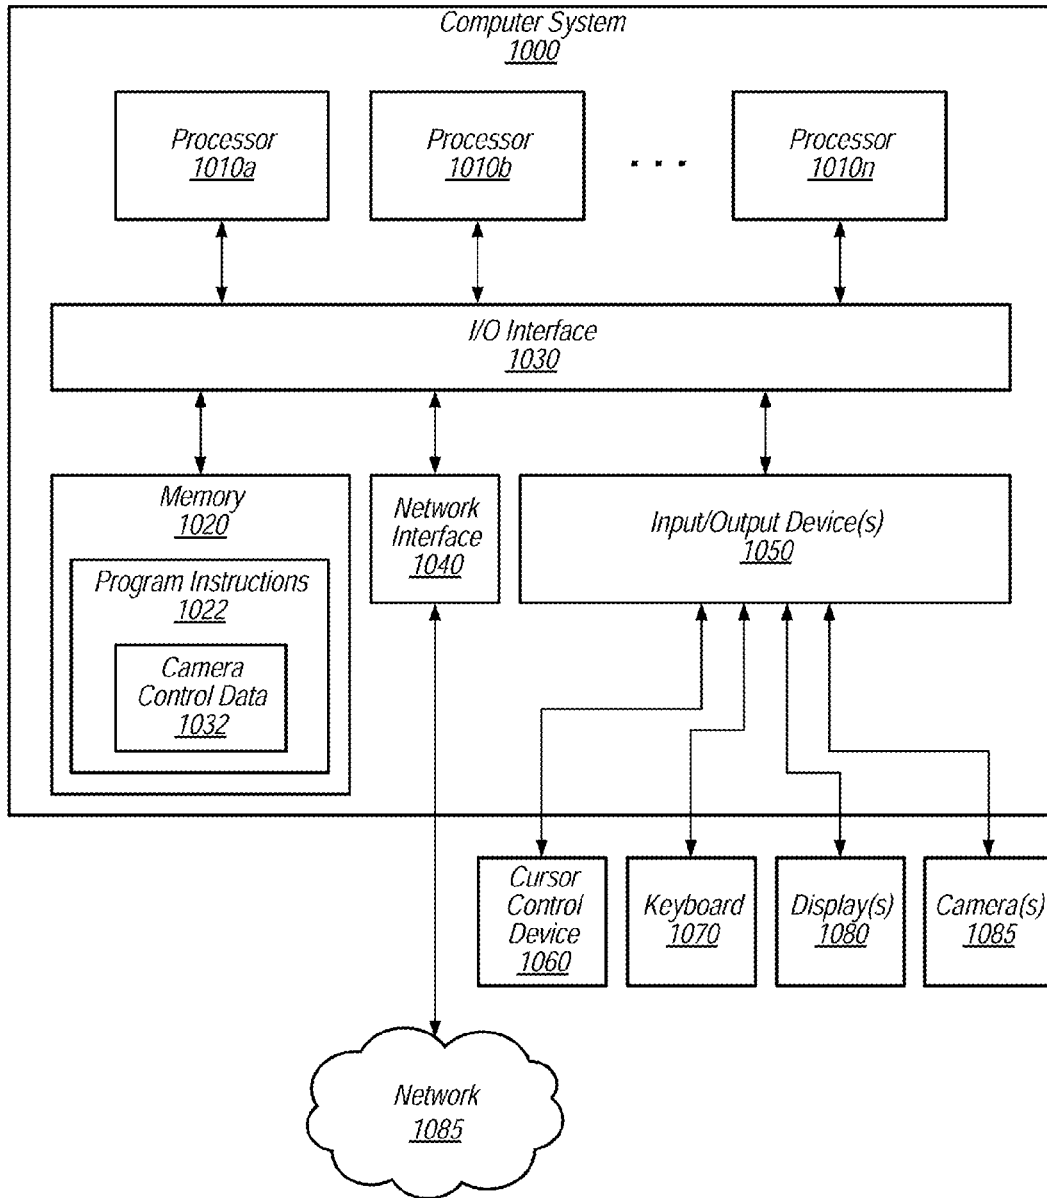 Computer System
1000
Processor
1010a
Processor
1010b
. . .
Processor
1010n
I/O Interface
1030
Memory
1020
Program Instructions
1022
Camera
Control Data
1032
Network
Interface
1040
Input/Output Device(s)
1050
Cursor
Control
Device
1060
Keyboard
1070
Display(s)
1080
Camera(s)
1085
Network
1085